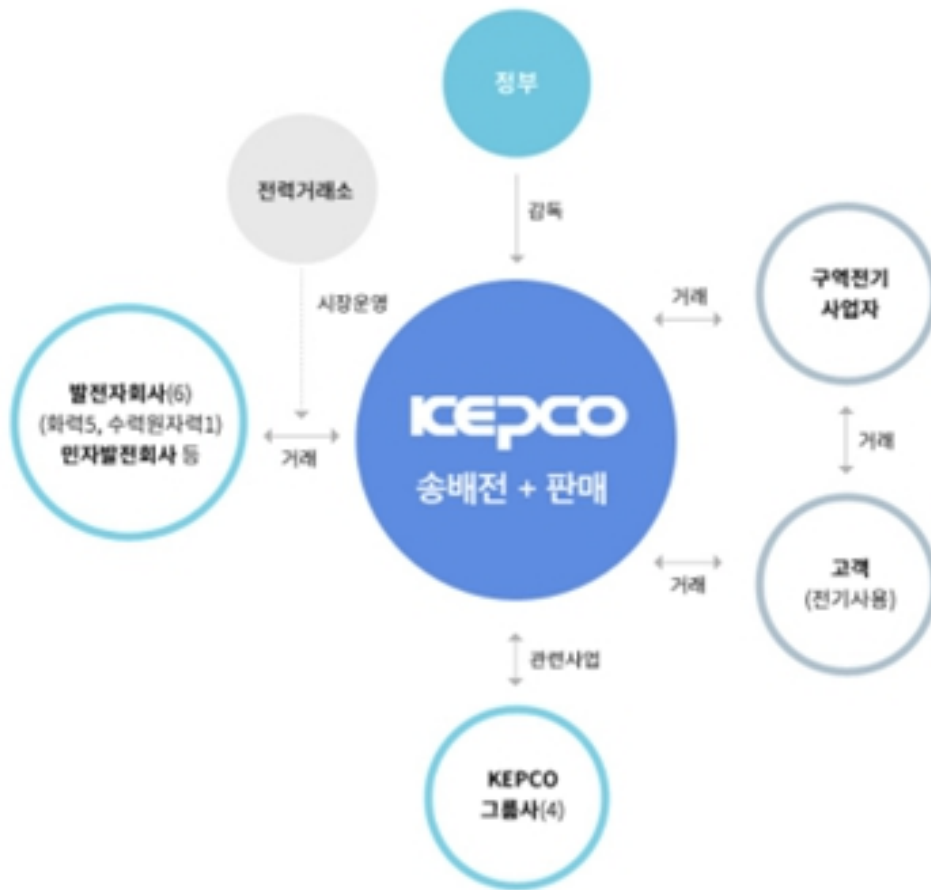 정부
전력거래소
감독
구역전기
사업자
거래
시장운영
발전자회사(6)
(화력5, 수력원자력1)
민자발전회사 등
거래
KEPCO
송배전 + 판매
거래
고객
(전기사용)
거래
관련사업
KEPCO
그룹사(4)